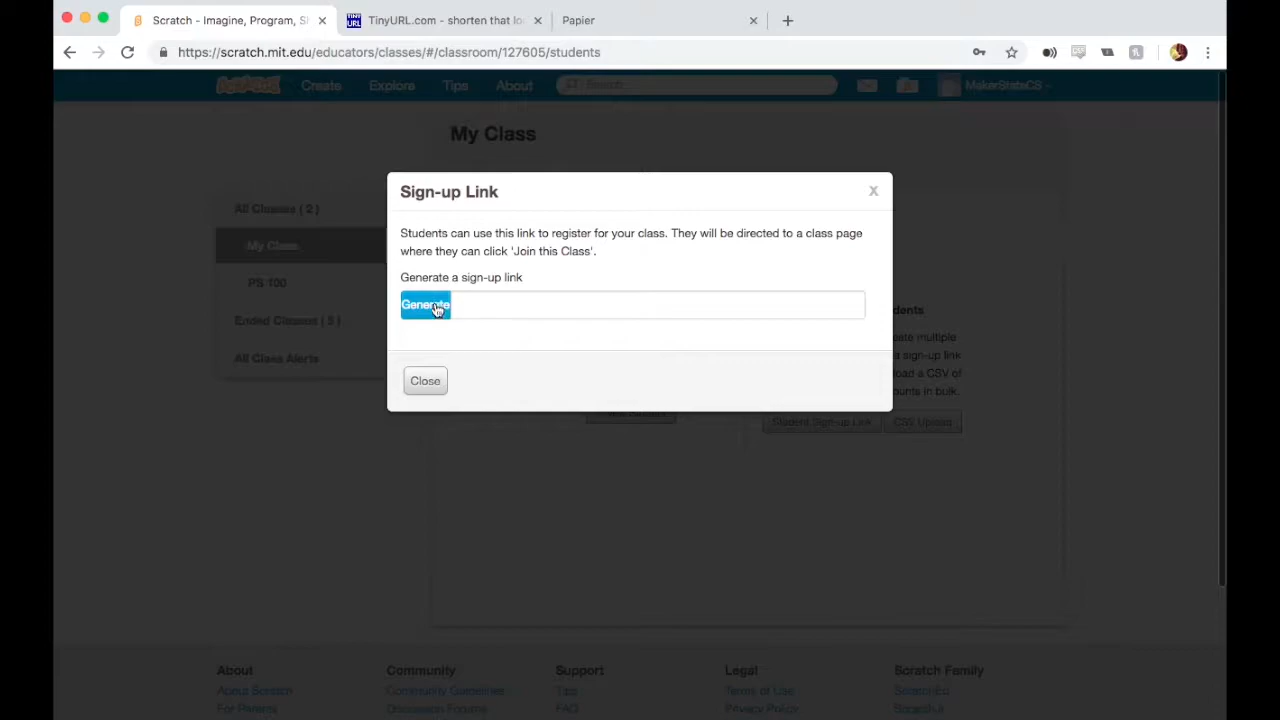 Scratch - Imagine, Program, S
TinyURL.com - shorten that lo
Papier
https://scratch.mit.edu/educators/classes/#/classroom/127605/students
SCRATCH
Create
Explore
Tips
About
Search
MakerStateCS
My Class
Sign-up Link
X
Students can use this link to register for your class. They will be directed to a class page
where they can click 'Join this Class'.
Generate a sign-up link
Generate
Close
All Classes ( 2 )
My Class
PS 100
Ended Classes ( 5 )
All Class Alerts
dents
ate multiple
a sign-up link
load a CSV of
ounts in bulk.
Student Sign-up Link
CSV Upload
About
Community
Support
Legal
Scratch Family
About Scratch
Community Guidelines
Tips
Terms of Use
ScratchEd
For Parents
Discussion Forums
FAQ
Privacy Policy
ScratchJr